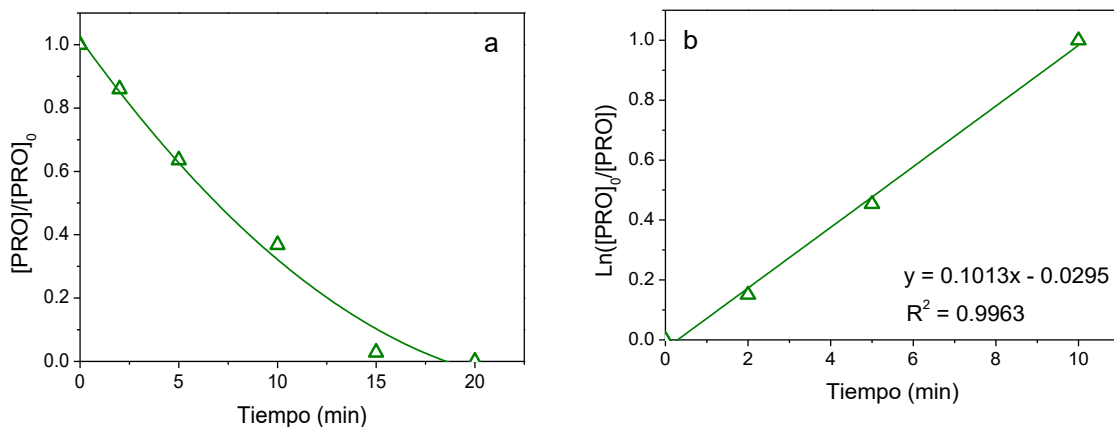 a
1.0
0.8
0.6
0.4
0.2
0.0
[PRO]/[PRO]₀
0 5 10 15 20
Tiempo (min)
b
1.0
0.8
0.6
0.4
0.2
0.0
Ln([PRO]₀/[PRO])
y = 0.1013x - 0.0295
R² = 0.9963
0 2 4 6 8 10
Tiempo (min)